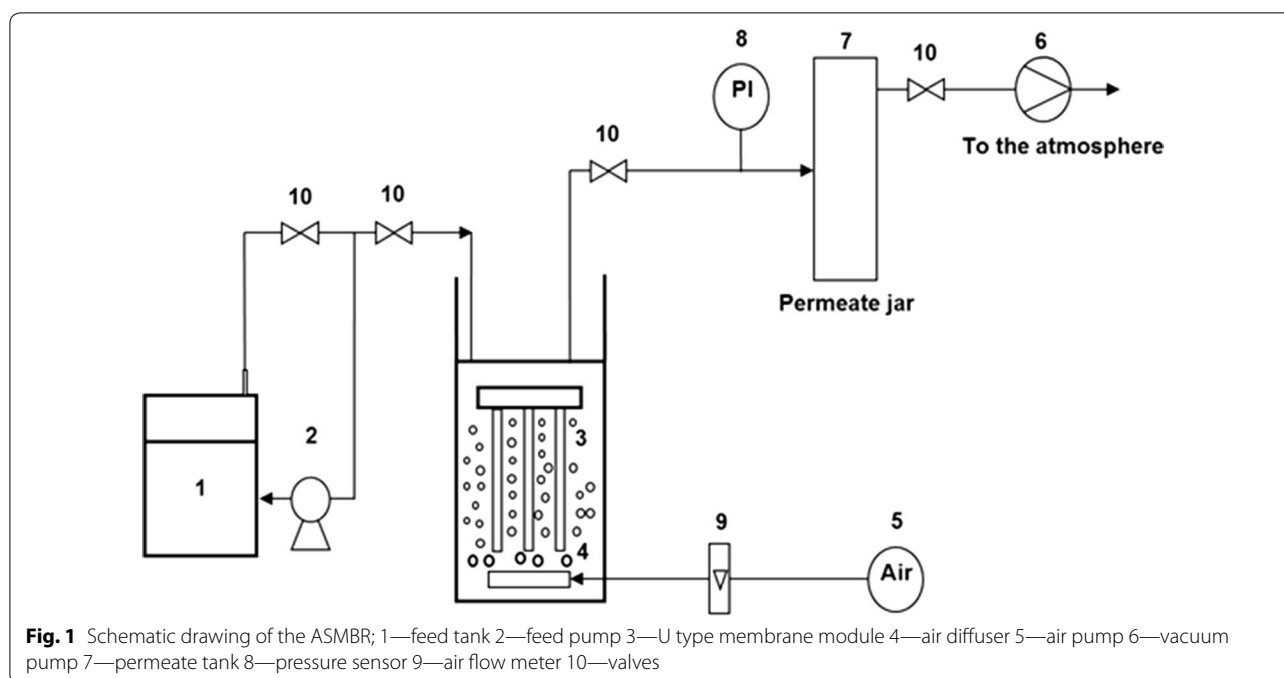 8
7
10
6
PI
To the atmosphere
10
Permeate jar
10
10
3
2
1
4
9
5
Air
Fig. 1 Schematic drawing of the ASMBR; 1—feed tank 2—feed pump 3—U type membrane module 4—air diffuser 5—air pump 6—vacuum
pump 7—permeate tank 8—pressure sensor 9—air flow meter 10—valves